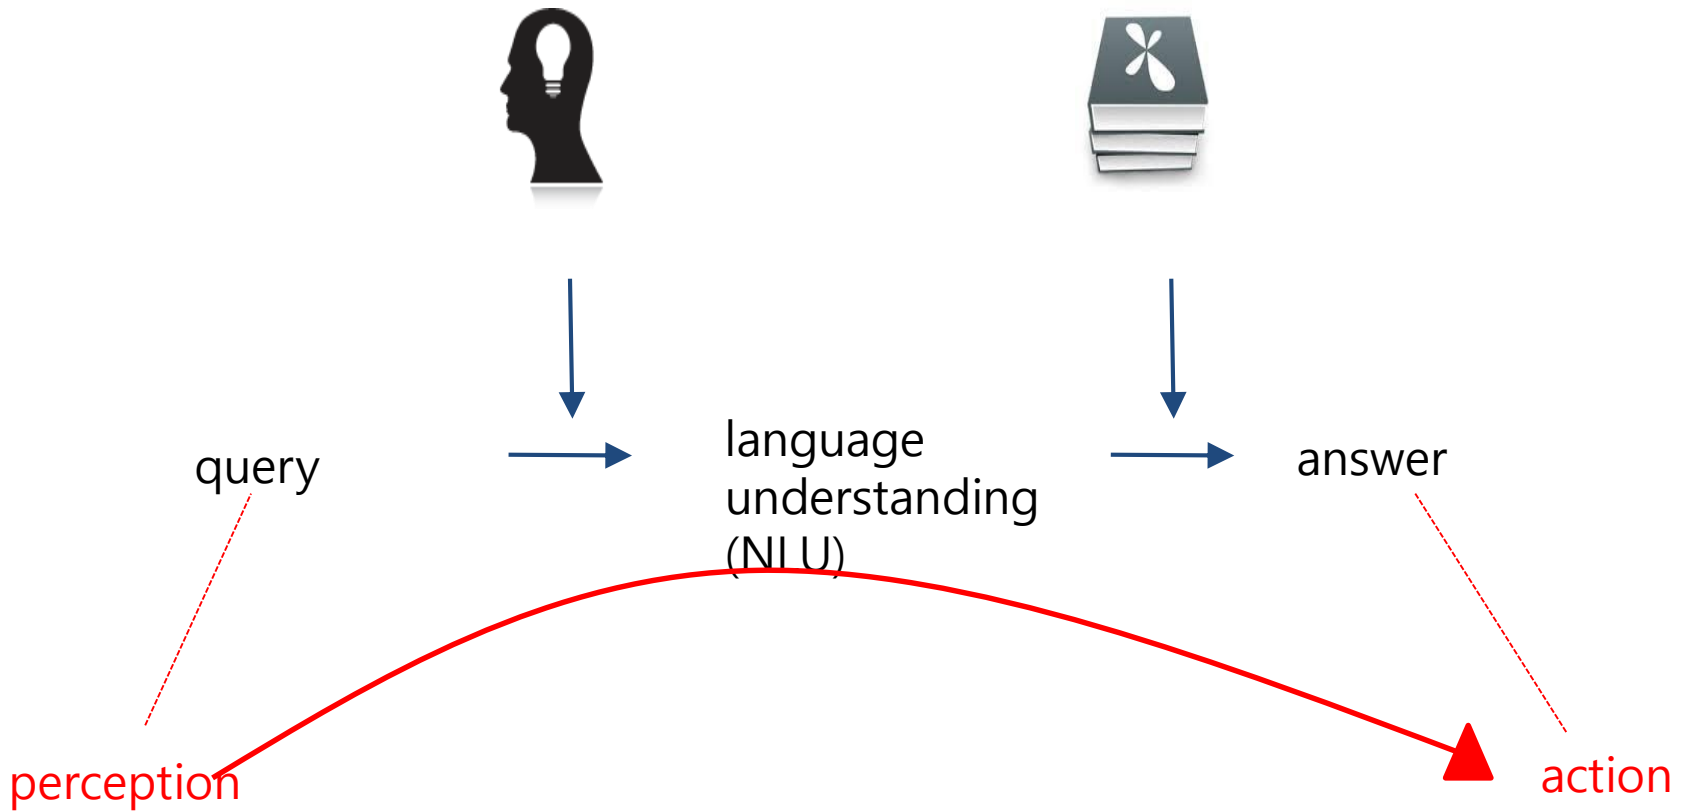 query
language
understanding
(NLU)
answer
perception
action